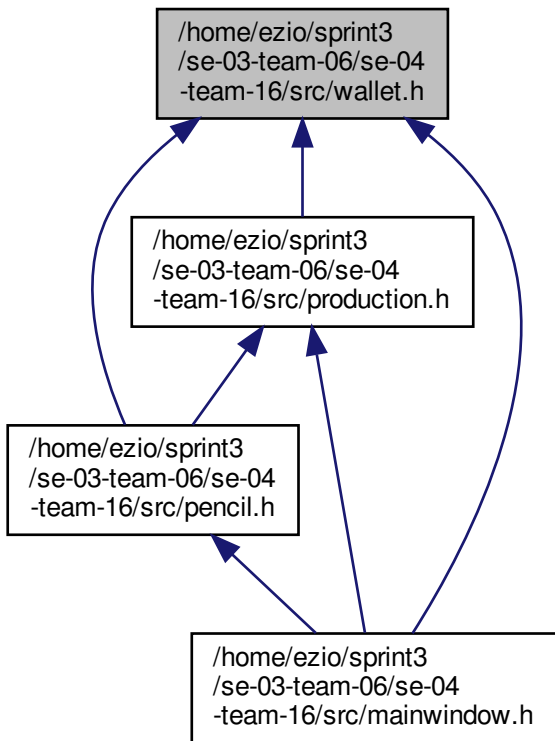 /home/ezio/sprint3
/se-03-team-06/se-04
-team-16/src/wallet.h
/home/ezio/sprint3
/se-03-team-06/se-04
-team-16/src/production.h
/home/ezio/sprint3
/se-03-team-06/se-04
-team-16/src/pencil.h
/home/ezio/sprint3
/se-03-team-06/se-04
-team-16/src/mainwindow.h